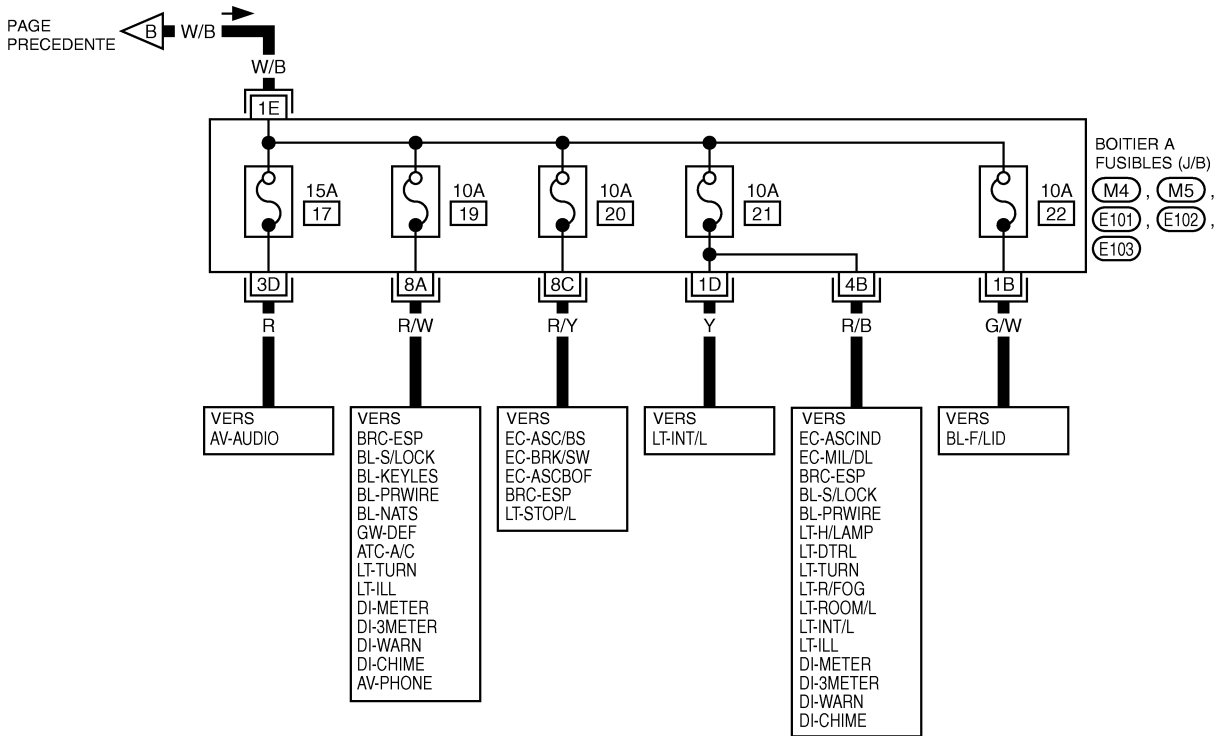 PAGE
PRECEDENTE
B
W/B
W/B
1E
BOITIER A
FUSIBLES (J/B)
M4 , M5 ,
E101 , E102 ,
E103
15A
17
10A
19
10A
20
10A
21
10A
22
3D
8A
8C
1D
4B
1B
R
R/W
R/Y
Y
R/B
G/W
VERS
AV-AUDIO
VERS
BRC-ESP
BL-S/LOCK
BL-KEYLES
BL-PRWIRE
BL-NATS
GW-DEF
ATC-A/C
LT-TURN
LT-ILL
DI-METER
DI-3METER
DI-WARN
DI-CHIME
AV-PHONE
VERS
EC-ASC/BS
EC-BRK/SW
EC-ASCBOF
BRC-ESP
LT-STOP/L
VERS
LT-INT/L
VERS
EC-ASCIND
EC-MIL/DL
BRC-ESP
BL-S/LOCK
BL-PRWIRE
LT-H/LAMP
LT-DTRL
LT-TURN
LT-R/FOG
LT-ROOM/L
LT-INT/L
LT-ILL
DI-METER
DI-3METER
DI-WARN
DI-CHIME
VERS
BL-F/LID